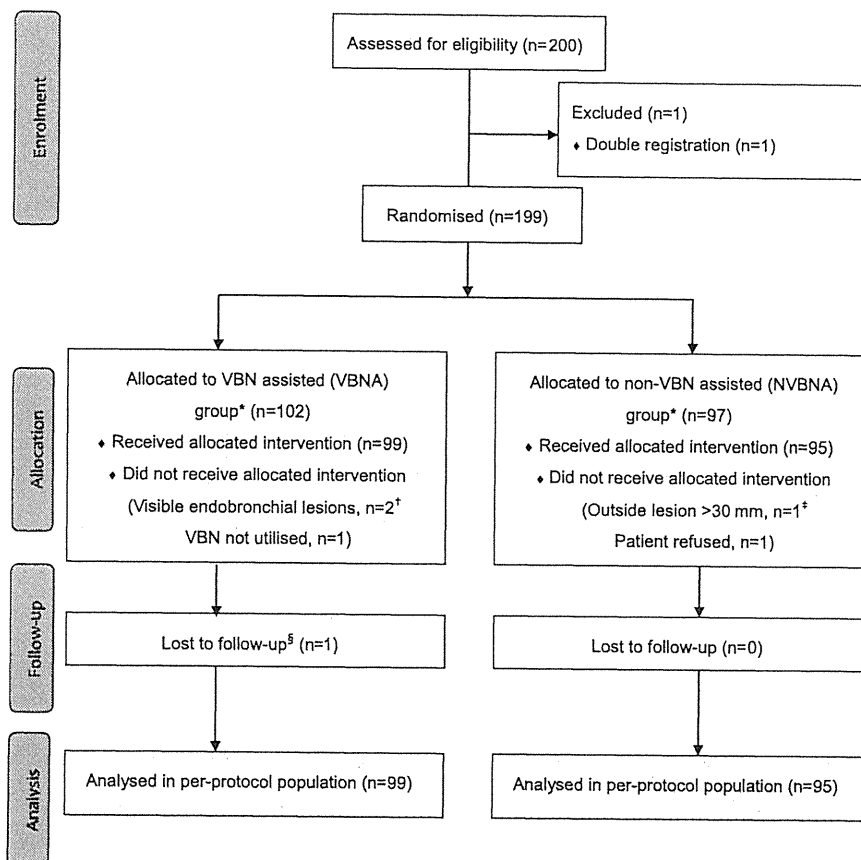 Enrolment
Assessed for eligibility (n=200)
Excluded (n=1)
♦ Double registration (n=1)
Randomised (n=199)
Allocation
Allocated to VBN assisted (VBNA)
group* (n=102)
♦ Received allocated intervention (n=99)
♦ Did not receive allocated intervention
(Visible endobronchial lesions, n=2†
VBN not utilised, n=1)
Allocated to non-VBN assisted (NVBNA)
group* (n=97)
♦ Received allocated intervention (n=95)
♦ Did not receive allocated intervention
(Outside lesion >30 mm, n=1‡
Patient refused, n=1)
Follow-up
Lost to follow-up§ (n=1)
Lost to follow-up (n=0)
Analysis
Analysed in per-protocol population (n=99)
Analysed in per-protocol population (n=95)